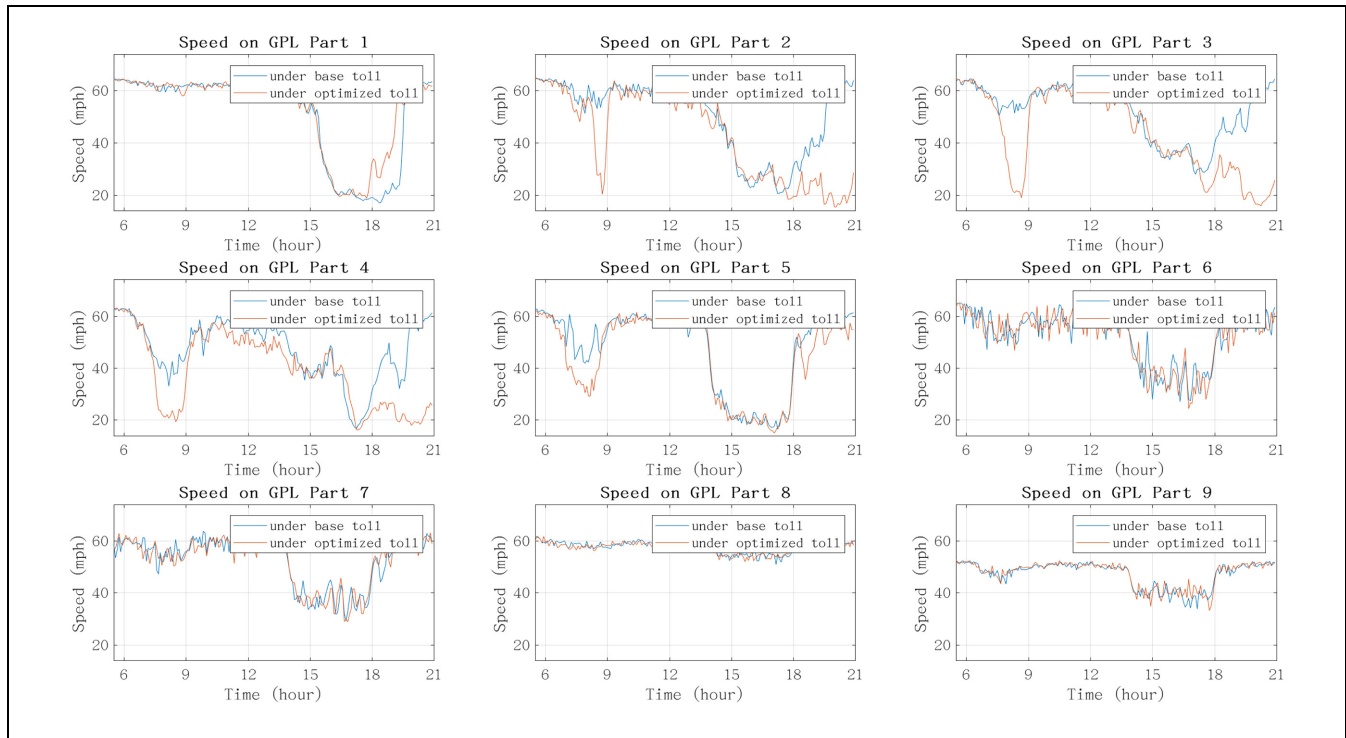 Speed on GPL Part 1
Speed (mph)
60
40
20
under base toll
under optimized toll
6 9 12 15 18 21
Time (hour)
Speed on GPL Part 2
Speed (mph)
60
40
20
under base toll
under optimized toll
6 9 12 15 18 21
Time (hour)
Speed on GPL Part 3
Speed (mph)
60
40
20
under base toll
under optimized toll
6 9 12 15 18 21
Time (hour)
Speed on GPL Part 4
Speed (mph)
60
40
20
under base toll
under optimized toll
6 9 12 15 18 21
Time (hour)
Speed on GPL Part 5
Speed (mph)
60
40
20
under base toll
under optimized toll
6 9 12 15 18 21
Time (hour)
Speed on GPL Part 6
Speed (mph)
60
40
20
under base toll
under optimized toll
6 9 12 15 18 21
Time (hour)
Speed on GPL Part 7
Speed (mph)
60
40
20
under base toll
under optimized toll
6 9 12 15 18 21
Time (hour)
Speed on GPL Part 8
Speed (mph)
60
40
20
under base toll
under optimized toll
6 9 12 15 18 21
Time (hour)
Speed on GPL Part 9
Speed (mph)
60
40
20
under base toll
under optimized toll
6 9 12 15 18 21
Time (hour)